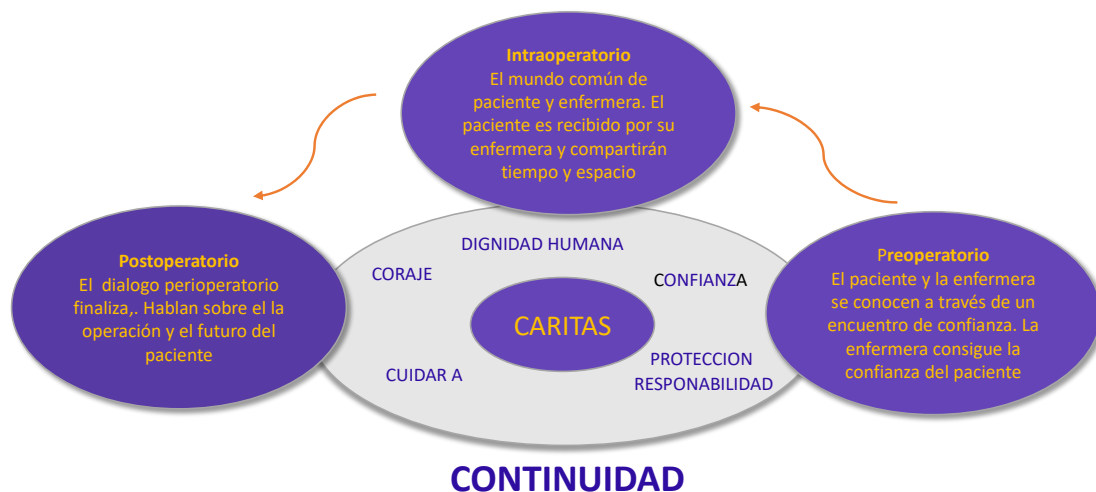 Intraoperatorio
El mundo común de
paciente y enfermera. El
paciente es recibido por su
enfermera y compartirán
tiempo y espacio
Postoperatorio
El dialogo perioperatorio
finaliza,. Hablan sobre el la
operación y el futuro del
paciente
DIGNIDAD HUMANA
CORAJE
CONFIANZA
CARITAS
CUIDAR A
PROTECCION
RESPONABILIDAD
Preoperatorio
El paciente y la enfermera
se conocen a través de un
encuentro de confianza. La
enfermera consigue la
confianza del paciente
CONTINUIDAD